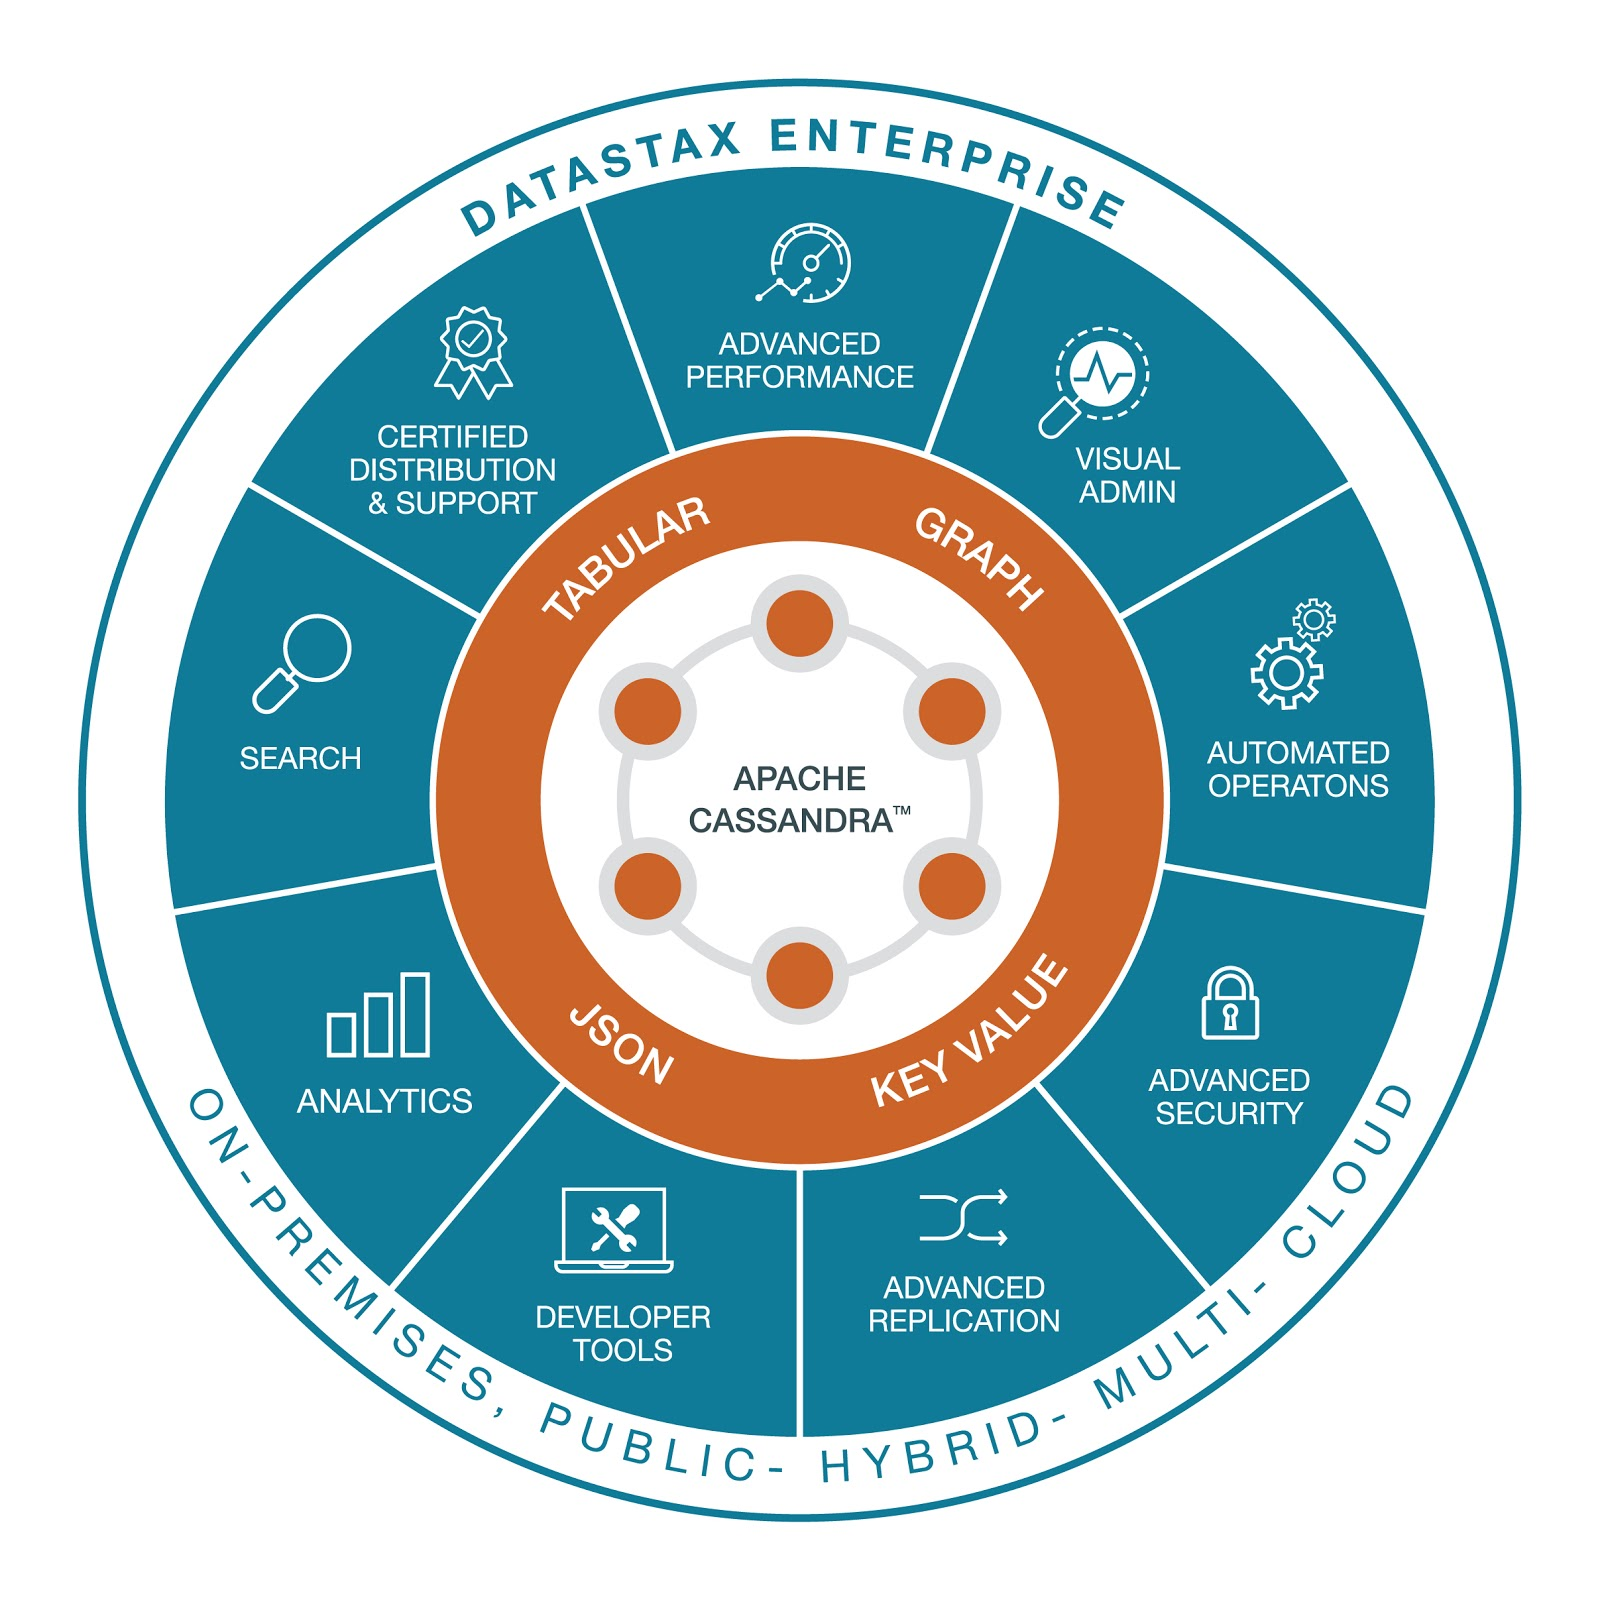 DATASTAX ENTERPRISE
ADVANCED
PERFORMANCE
VISUAL
ADMIN
AUTOMATED
OPERATONS
ADVANCED
SECURITY
ADVANCED
REPLICATION
DEVELOPER
TOOLS
ANALYTICS
SEARCH
CERTIFIED
DISTRIBUTION
& SUPPORT
TABULAR
GRAPH
KEY VALUE
JSON
APACHE
CASSANDRA™
ON-PREMISES, PUBLIC- HYBRID- MULTI- CLOUD